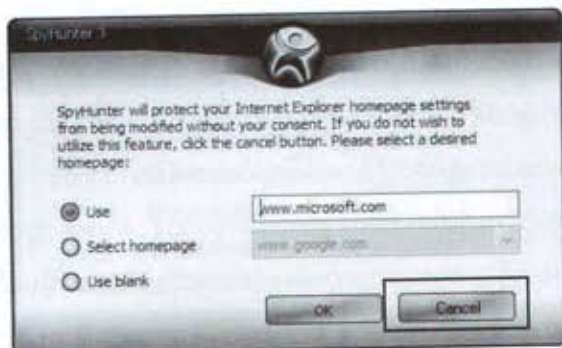 SpyHunter 3
SpyHunter will protect your Internet Explorer homepage settings
from being modified without your consent. If you do not wish to
utilize this feature, click the cancel button. Please select a desired
homepage:
Use
www.microsoft.com
Select homepage
www.google.com
Use blank
OK
Cancel